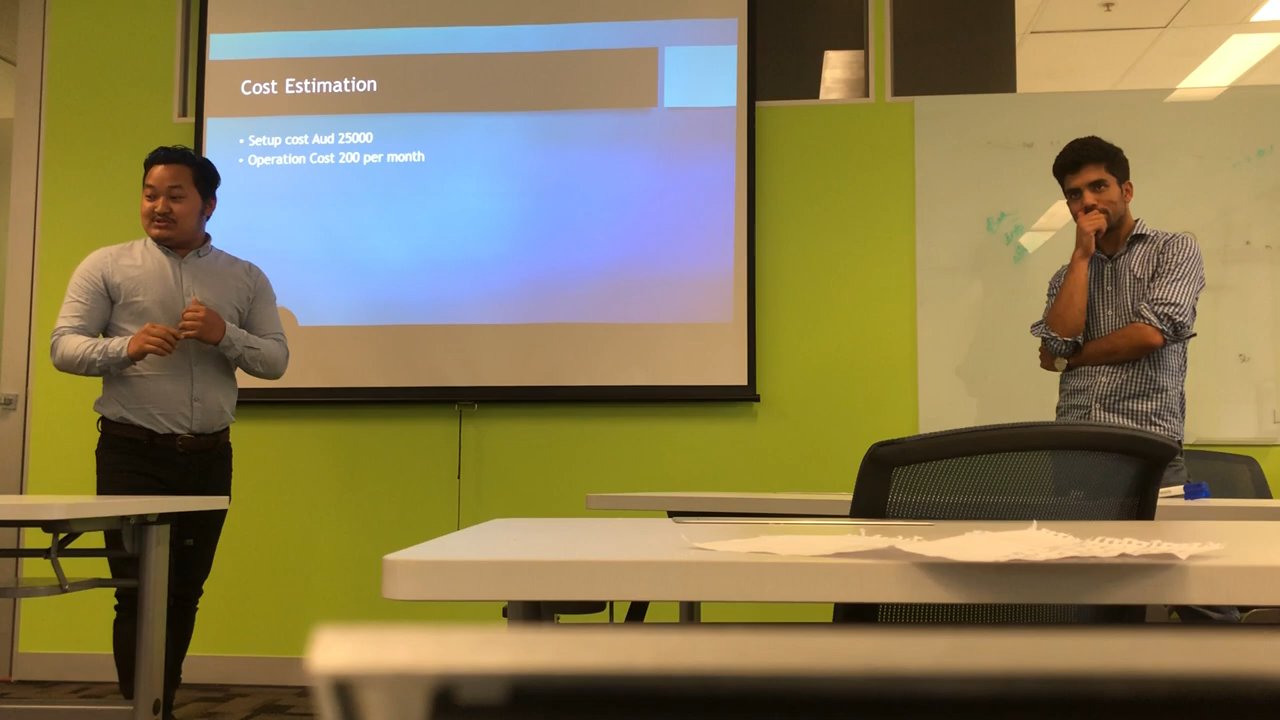 Cost Estimation
• Setup cost Aud 25000
• Operation Cost 200 per month